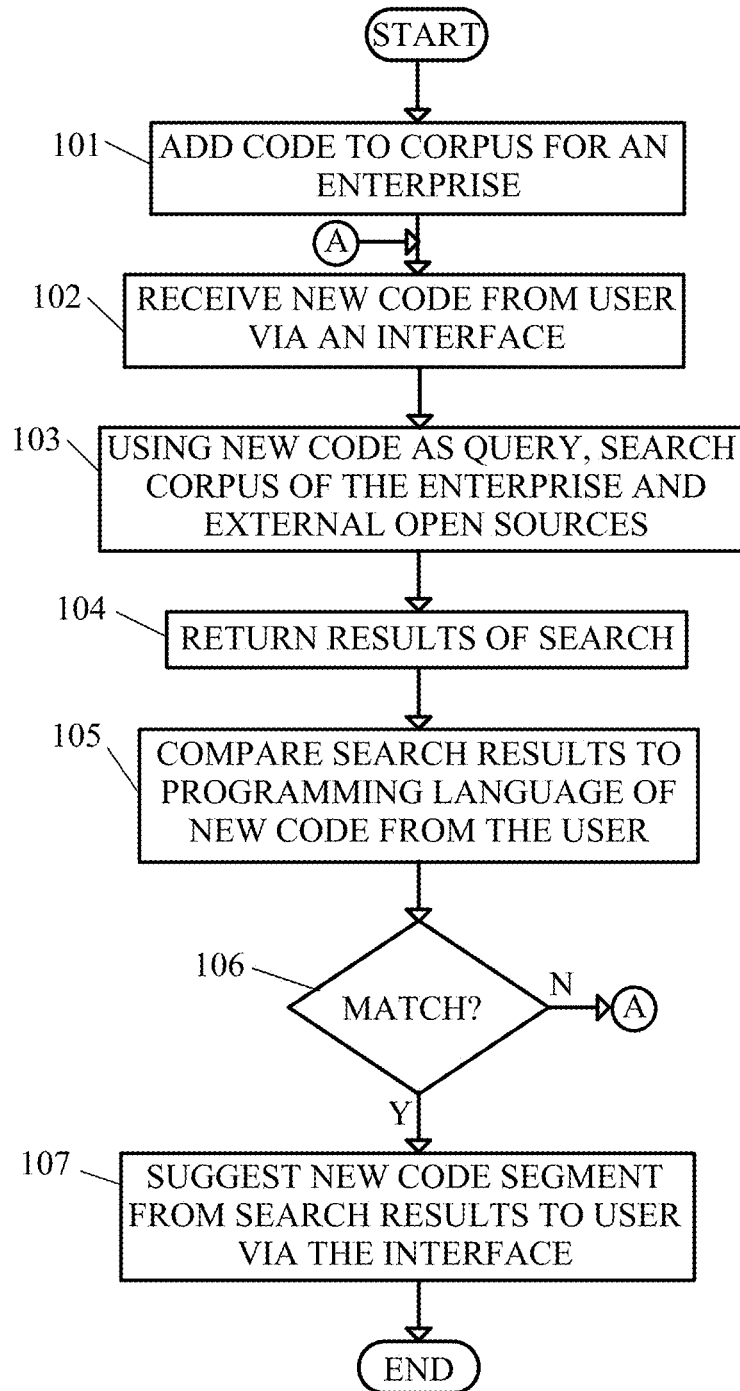 START
101
ADD CODE TO CORPUS FOR AN
ENTERPRISE
A
102
RECEIVE NEW CODE FROM USER
VIA AN INTERFACE
103
USING NEW CODE AS QUERY, SEARCH
CORPUS OF THE ENTERPRISE AND
EXTERNAL OPEN SOURCES
104
RETURN RESULTS OF SEARCH
105
COMPARE SEARCH RESULTS TO
PROGRAMMING LANGUAGE OF
NEW CODE FROM THE USER
106
MATCH?
N
A
Y
107
SUGGEST NEW CODE SEGMENT
FROM SEARCH RESULTS TO USER
VIA THE INTERFACE
END